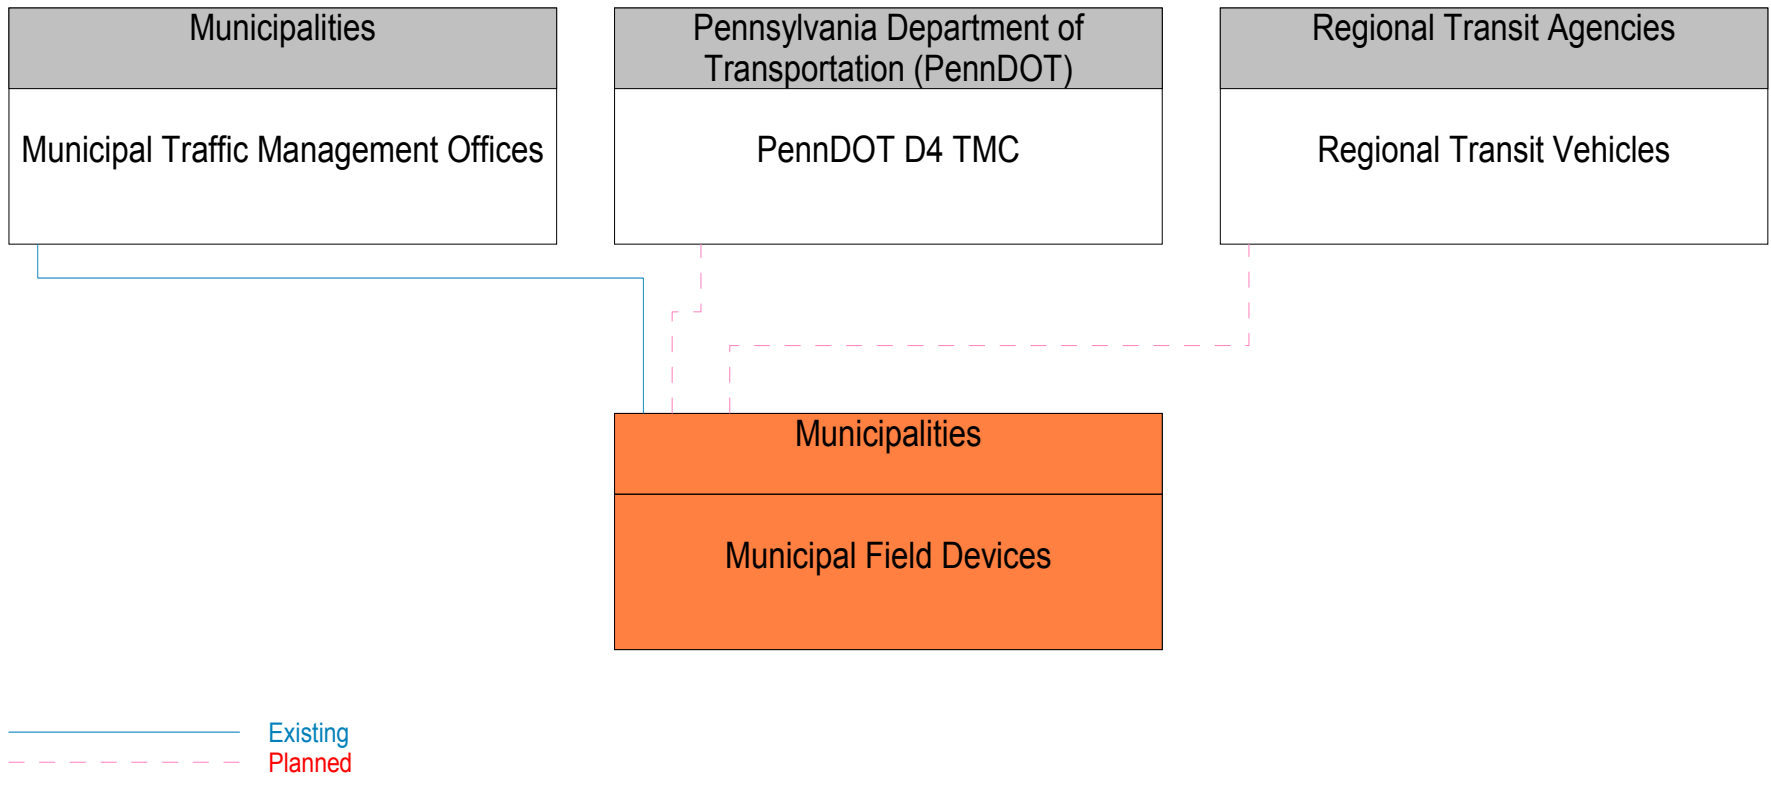 Municipalities
Municipal Traffic Management Offices
Pennsylvania Department of
Transportation (PennDOT)
PennDOT D4 TMC
Regional Transit Agencies
Regional Transit Vehicles
Municipalities
Municipal Field Devices
Existing
Planned